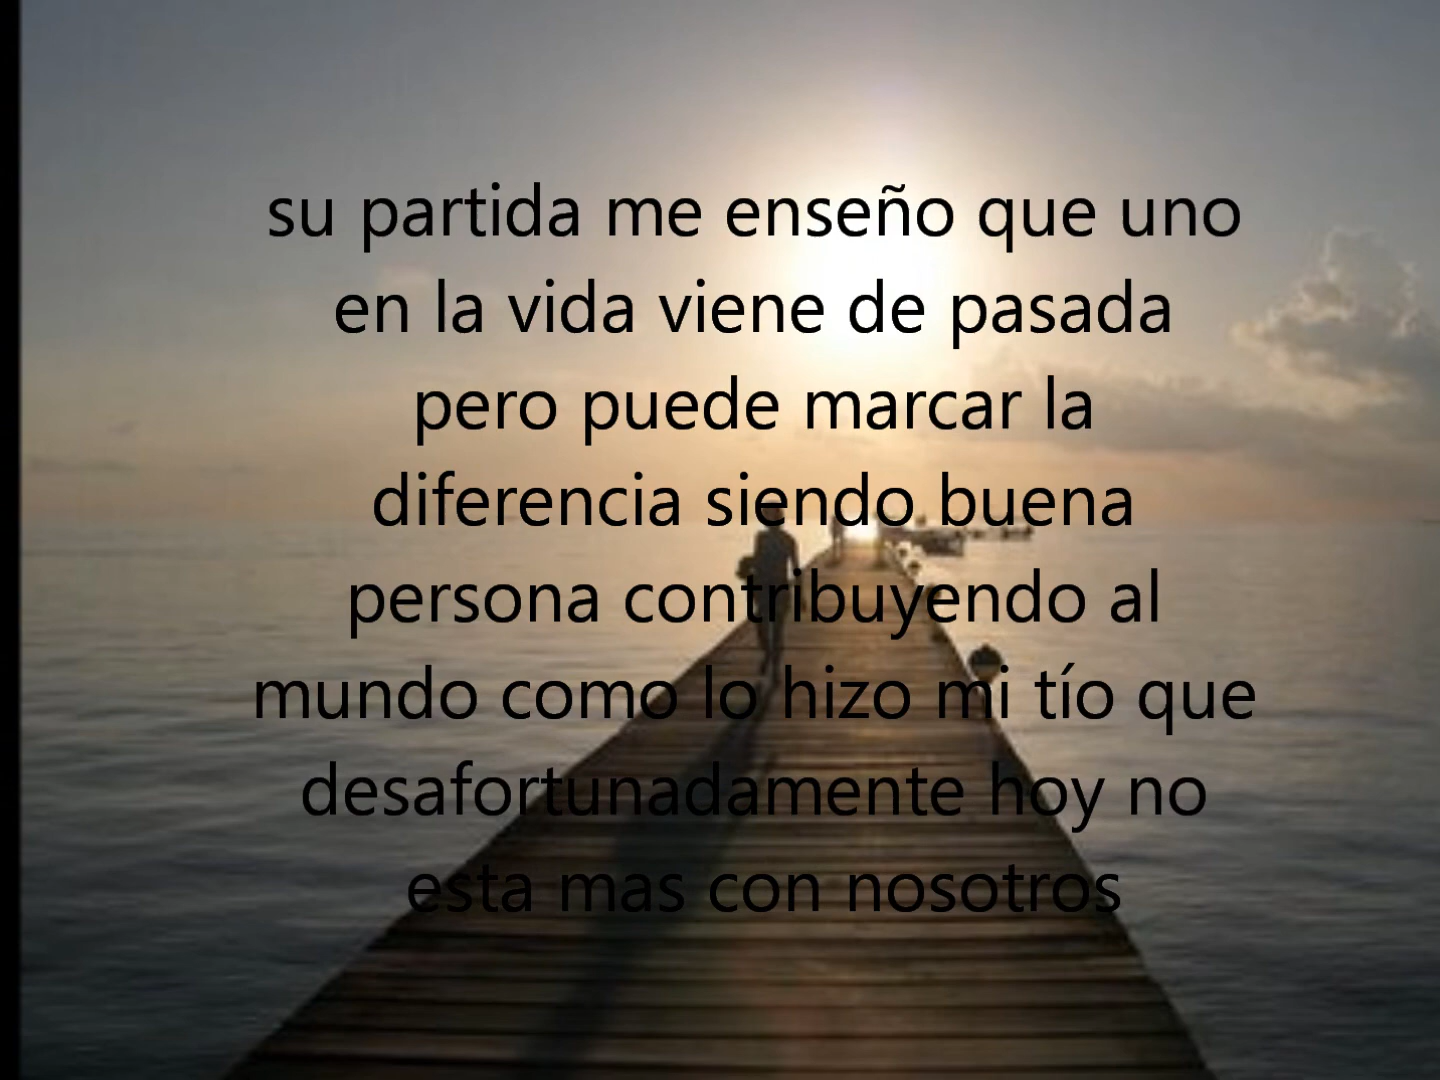 su partida me enseño que uno
en la vida viene de pasada
pero puede marcar la
diferencia siendo buena
persona contribuyendo al
mundo como lo hizo mi tío que
desafortunadamente hoy no
esta mas con nosotros